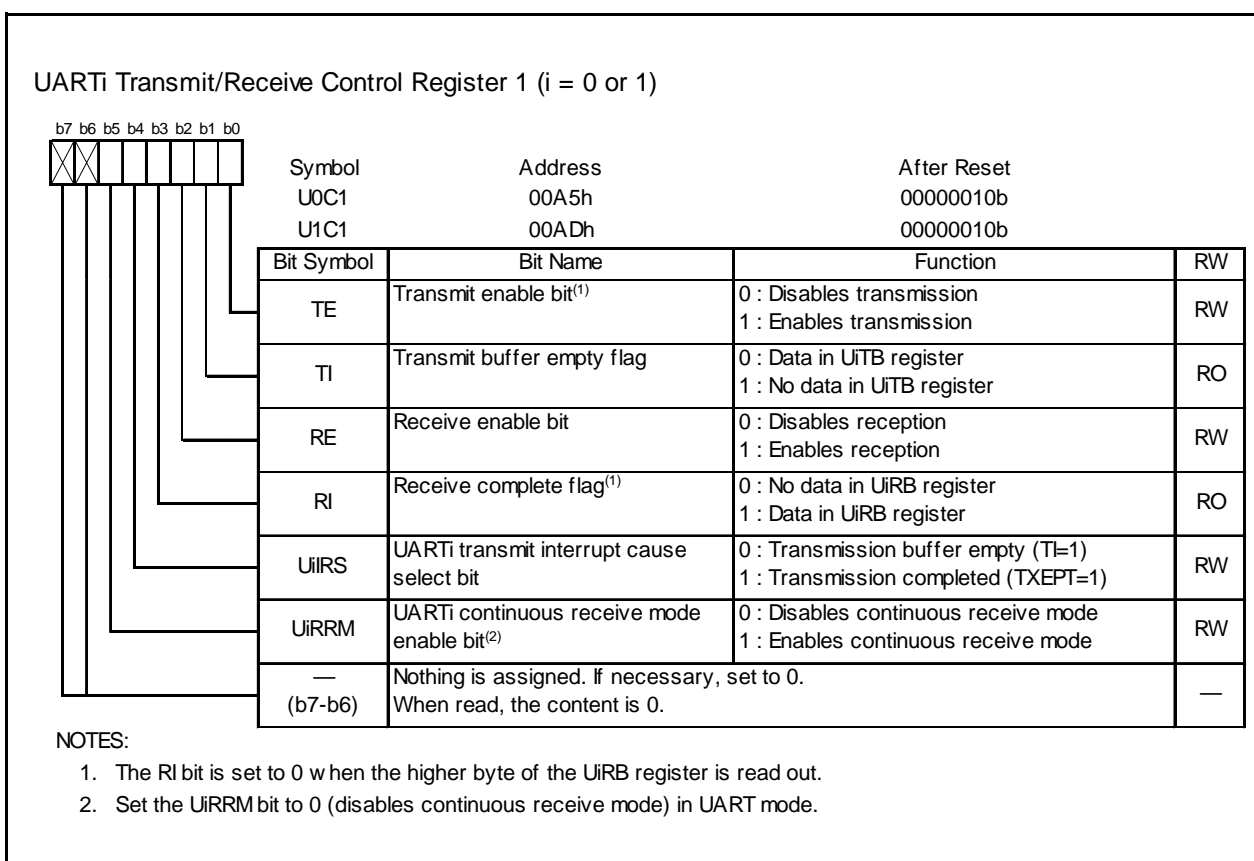 UARTi Transmit/Receive Control Register 1 (i = 0 or 1)
b7 b6 b5 b4 b3 b2 b1 b0
Symbol Address After Reset
U0C1 00A5h 00000010b
U1C1 00ADh 00000010b
Bit Symbol Bit Name Function RW
TE Transmit enable bit(1) 0 : Disables transmission RW
1 : Enables transmission
TI Transmit buffer empty flag 0 : Data in UiTB register RO
1 : No data in UiTB register
RE Receive enable bit 0 : Disables reception RW
1 : Enables reception
RI Receive complete flag(1) 0 : No data in UiRB register RO
1 : Data in UiRB register
UiIRS UARTi transmit interrupt cause 0 : Transmission buffer empty (TI=1) RW
select bit 1 : Transmission completed (TXEPT=1)
UiRRM UARTi continuous receive mode 0 : Disables continuous receive mode RW
enable bit(2) 1 : Enables continuous receive mode
— Nothing is assigned. If necessary, set to 0. —
(b7-b6) When read, the content is 0.
NOTES:
1. The RI bit is set to 0 when the higher byte of the UiRB register is read out.
2. Set the UiRRM bit to 0 (disables continuous receive mode) in UART mode.